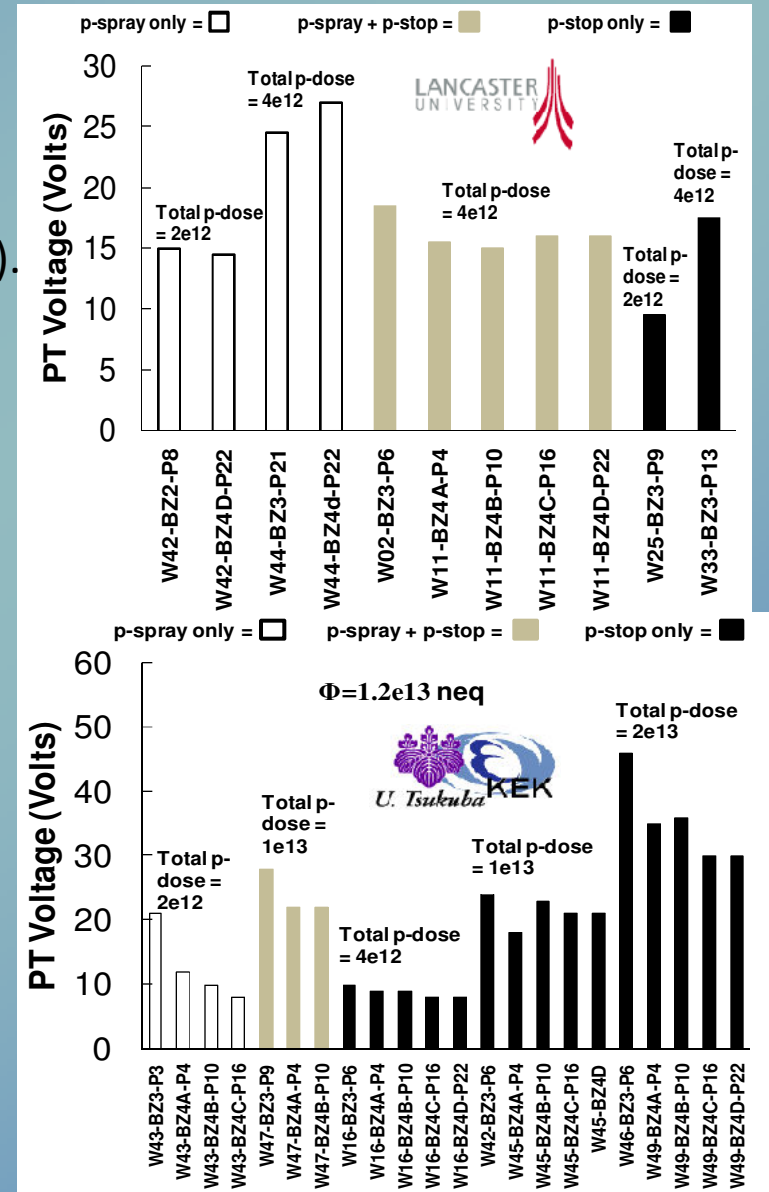 p-spray only =
p-spray + p-stop =
p-stop only =
).
PT Voltage (Volts)
30
25
20
15
10
5
0
Total p-dose
= 2e12
Total p-dose
= 4e12
LANCASTER
UNIVERSITY
Total p-dose
= 4e12
Total p-
dose =
2e12
Total p-
dose =
4e12
W42-BZ2-P8
W42-BZ4D-P22
W44-BZ3-P21
W44-BZ4d-P22
W02-BZ3-P6
W11-BZ4A-P4
W11-BZ4B-P10
W11-BZ4C-P16
W11-BZ4D-P22
W25-BZ3-P9
W33-BZ3-P13
p-spray only =
p-spray + p-stop =
p-stop only =
PT Voltage (Volts)
60
50
40
30
20
10
0
Φ=1.2e13 neq
U. Tsukuba
KEK
Total p-
dose =
2e12
Total p-
dose =
1e13
Total p-dose
= 4e12
Total p-dose
= 1e13
Total p-dose
= 2e13
W43-BZ3-P3
W43-BZ4A-P4
W43-BZ4B-P10
W43-BZ4C-P16
W47-BZ3-P9
W47-BZ4A-P4
W47-BZ4B-P10
W16-BZ3-P6
W16-BZ4A-P4
W16-BZ4B-P10
W16-BZ4C-P16
W16-BZ4D-P22
W42-BZ3-P6
W45-BZ4A-P4
W45-BZ4B-P10
W45-BZ4C-P16
W45-BZ4D
W46-BZ3-P6
W49-BZ4A-P4
W49-BZ4B-P10
W49-BZ4C-P16
W49-BZ4D-P22